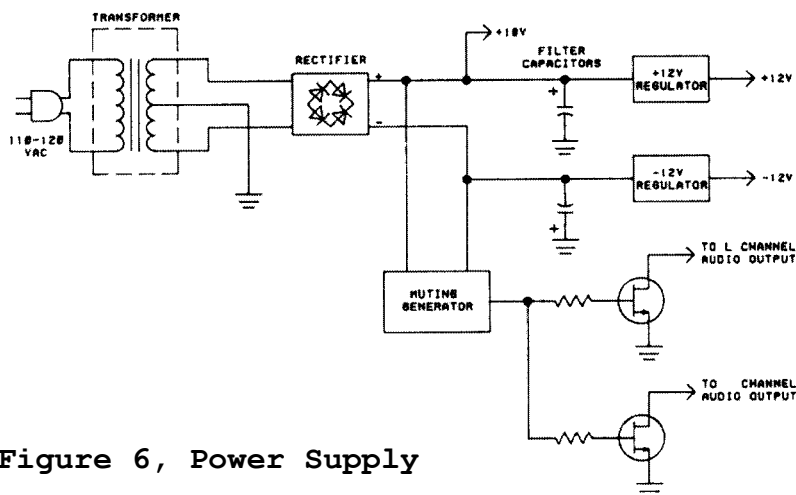 TRANSFORMER
110-120
VAC
RECTIFIER
+
-
+18V
FILTER
CAPACITORS
+
+12V
REGULATOR
+12V
-12V
REGULATOR
-12V
+
MUTING
GENERATOR
TO L CHANNEL
AUDIO OUTPUT
TO CHANNEL
AUDIO OUTPUT
Figure 6, Power Supply